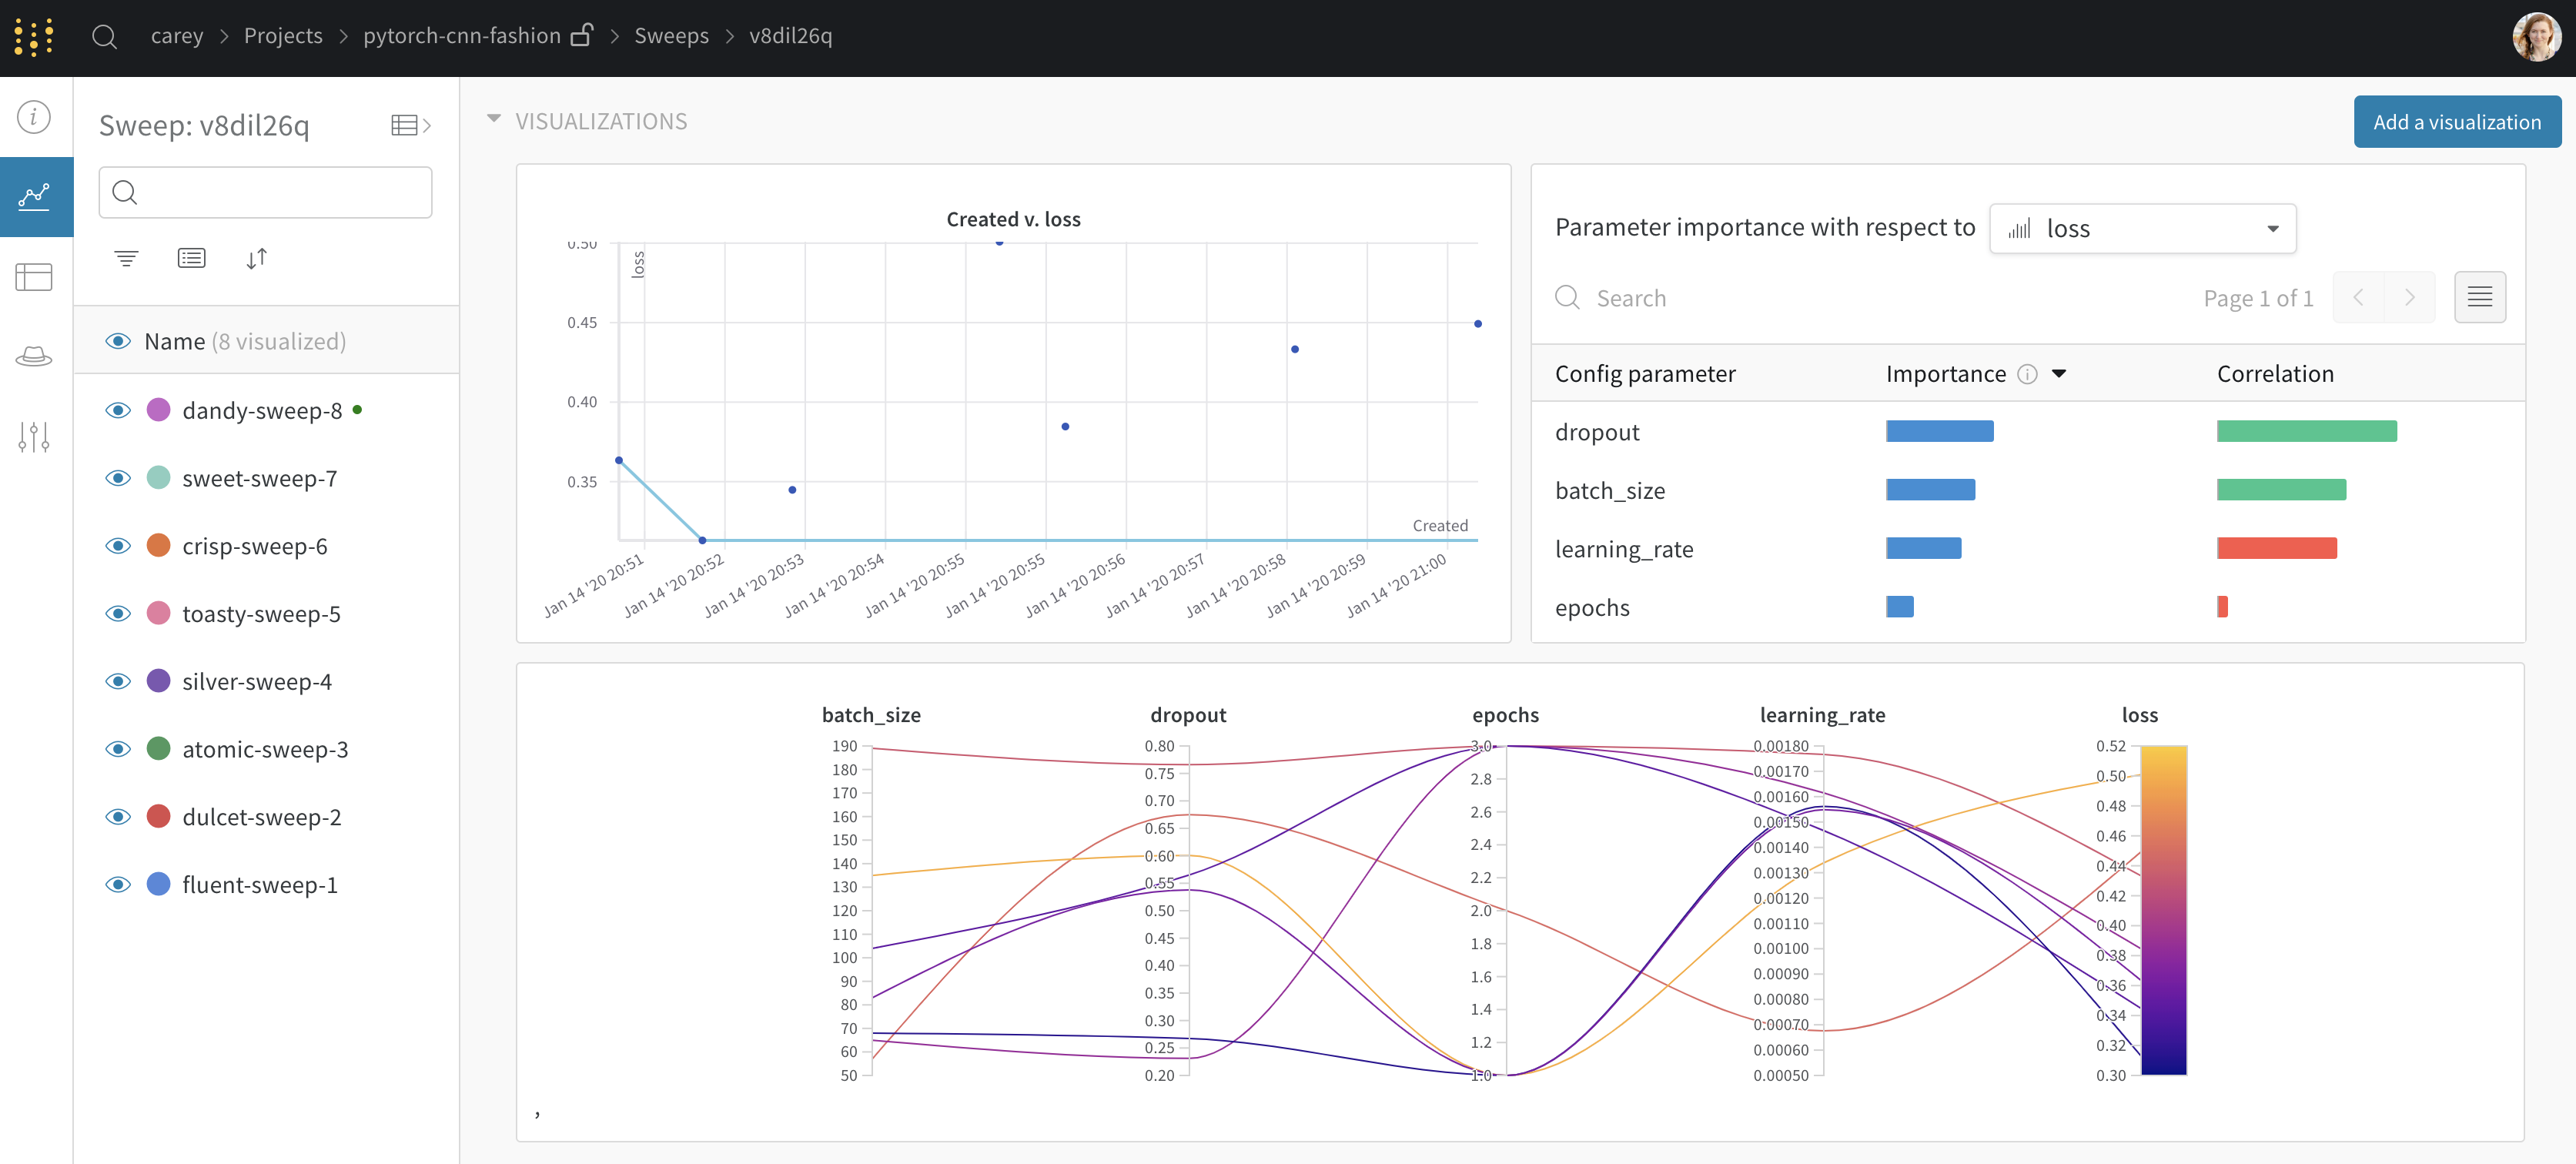 carey > Projects > pytorch-cnn-fashion > Sweeps > v8dil26q
Sweep: v8dil26q
Name (8 visualized)
dandy-sweep-8
sweet-sweep-7
crisp-sweep-6
toasty-sweep-5
silver-sweep-4
atomic-sweep-3
dulcet-sweep-2
fluent-sweep-1
VISUALIZATIONS
Add a visualization
Created v. loss
loss
0.50
0.45
0.40
0.35
Created
Jan 14 '20 20:51
Jan 14 '20 20:52
Jan 14 '20 20:53
Jan 14 '20 20:54
Jan 14 '20 20:55
Jan 14 '20 20:55
Jan 14 '20 20:56
Jan 14 '20 20:57
Jan 14 '20 20:58
Jan 14 '20 20:59
Jan 14 '20 21:00
Parameter importance with respect to loss
Search
Page 1 of 1
Config parameter Importance i Correlation
dropout
batch_size
learning_rate
epochs
batch_size
190
180
170
160
150
140
130
120
110
100
90
80
70
60
50
dropout
0.80
0.75
0.70
0.65
0.60
0.55
0.50
0.45
0.40
0.35
0.30
0.25
0.20
epochs
3.0
2.8
2.6
2.4
2.2
2.0
1.8
1.6
1.4
1.2
1.0
learning_rate
0.00180
0.00170
0.00160
0.00150
0.00140
0.00130
0.00120
0.00110
0.00100
0.00090
0.00080
0.00070
0.00060
0.00050
loss
0.52
0.50
0.48
0.46
0.44
0.42
0.40
0.38
0.36
0.34
0.32
0.30
,